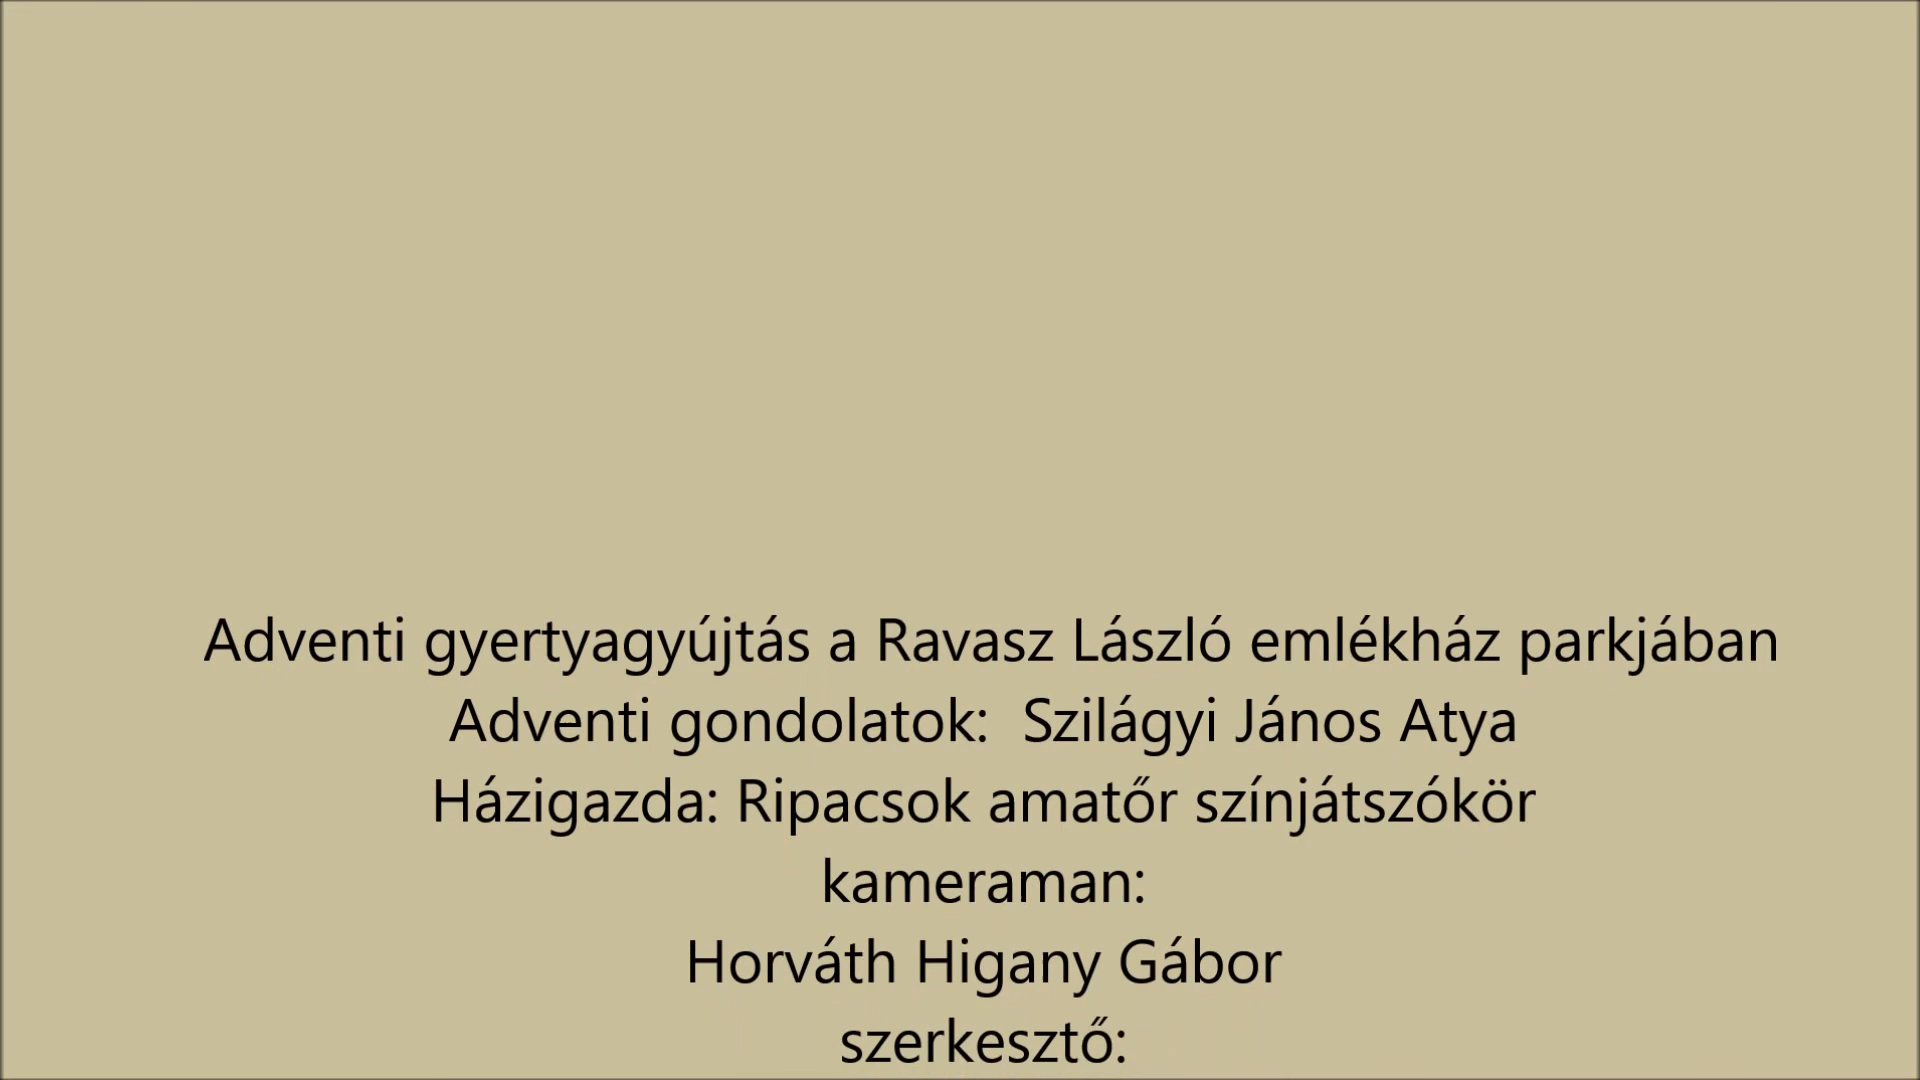 Adventi gyertyagyújtás a Ravasz László emlékház parkjában
Adventi gondolatok:  Szilágyi János Atya
Házigazda: Ripacsok amatőr színjátszókör
kameraman:
Horváth Higany Gábor
szerkesztő: